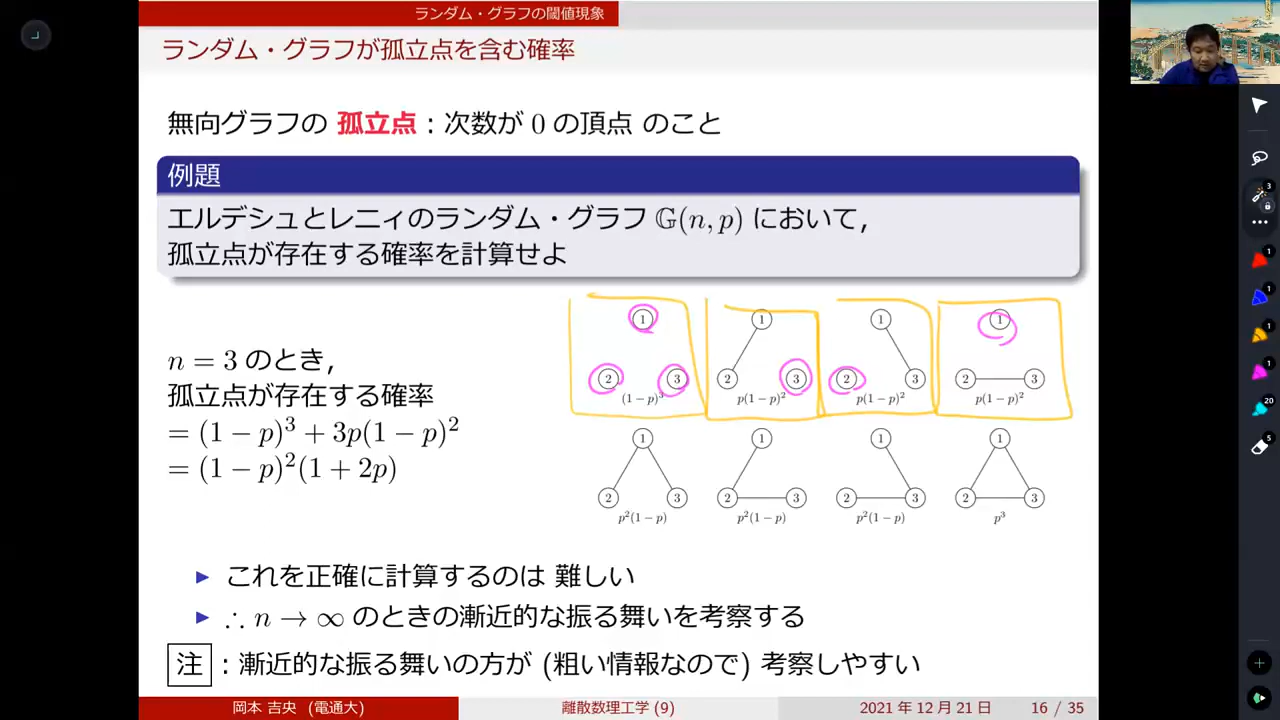 ランダム・グラフの閾値現象
ランダム・グラフが孤立点を含む確率
無向グラフの 孤立点 : 次数が 0 の頂点 のこと
例題
エルデシュとレニィのランダム・グラフ 𝔾(n, p) において,
孤立点が存在する確率を計算せよ
n = 3 のとき,
孤立点が存在する確率
= (1 − p)^3 + 3p(1 − p)^2
= (1 − p)^2(1 + 2p)
1 1 1 1
2 3 2 3 2 3 2 3
(1 − p)^3 p(1 − p)^2 p(1 − p)^2 p(1 − p)^2
1 1 1 1
2 3 2 3 2 3 2 3
p^2(1 − p) p^2(1 − p) p^2(1 − p) p^3
▶ これを正確に計算するのは 難しい
▶ ∴ n → ∞ のときの漸近的な振る舞いを考察する
注 : 漸近的な振る舞いの方が (粗い情報なので) 考察しやすい
岡本 吉央 (電通大) 離散数理工学 (9) 2021 年 12 月 21 日 16 / 35
3
1
1
1
1
20
5